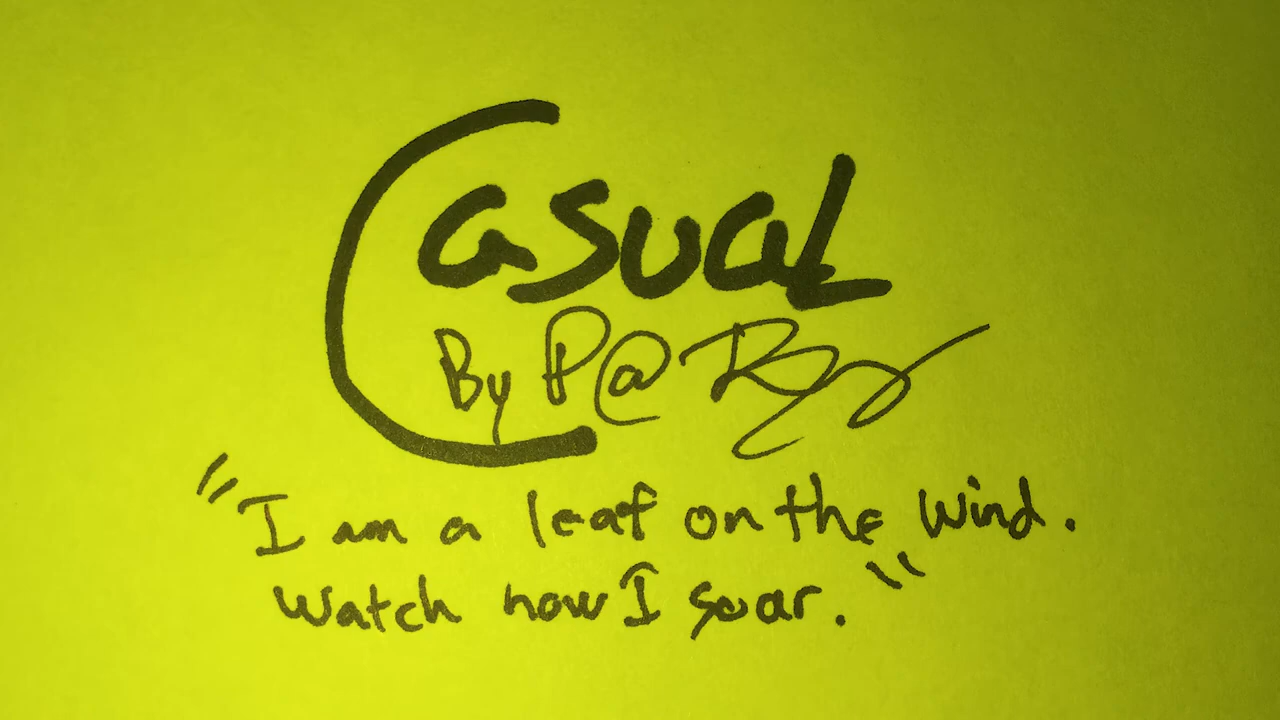 Casual
By P@
"I am a leaf on the wind.
Watch how I soar."